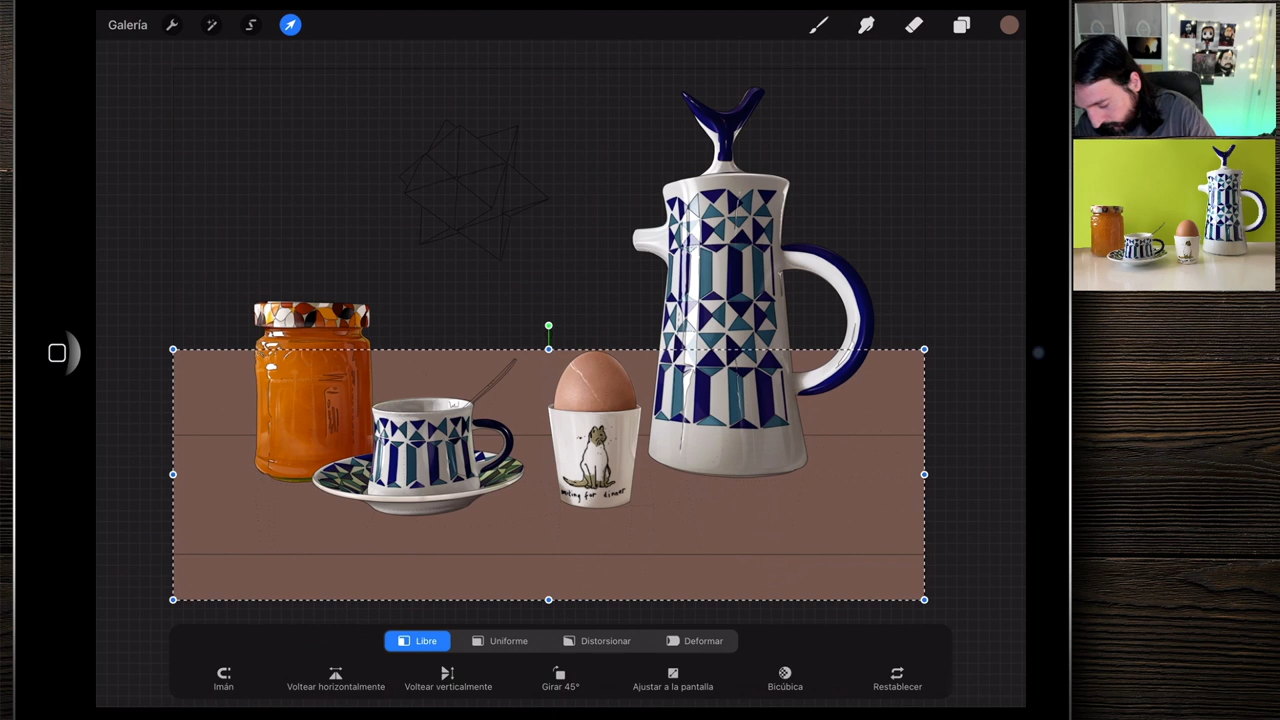 Galería
waiting for dinner
Libre
Uniforme
Distorsionar
Deformar
Imán
Voltear horizontalmente
Voltear verticalmente
Girar 45°
Ajustar a la pantalla
Bicúbica
Restablecer